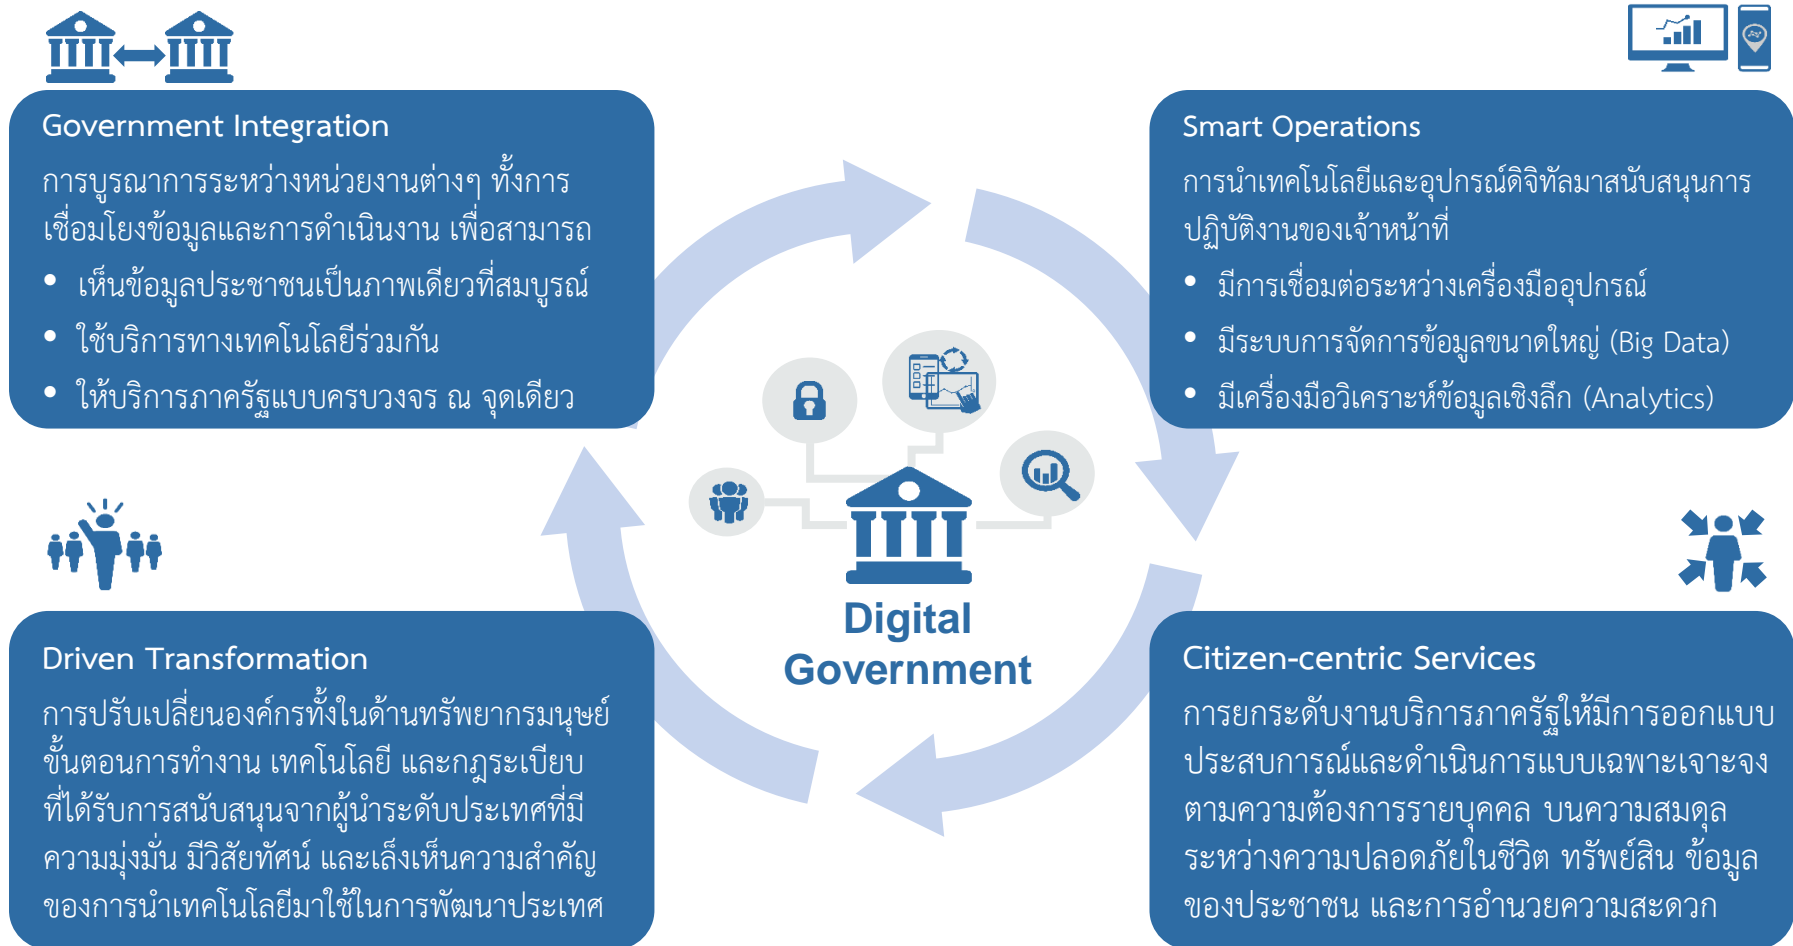 Government Integration
การบูรณาการระหว่างหน่วยงานต่างๆ ทั้งการ
เชื่อมโยงข้อมูลและการดำเนินงาน เพื่อสามารถ
• เห็นข้อมูลประชาชนเป็นภาพเดียวที่สมบูรณ์
• ใช้บริการทางเทคโนโลยีร่วมกัน
• ให้บริการภาครัฐแบบครบวงจร ณ จุดเดียว
Smart Operations
การนำเทคโนโลยีและอุปกรณ์ดิจิทัลมาสนับสนุนการ
ปฏิบัติงานของเจ้าหน้าที่
• มีการเชื่อมต่อระหว่างเครื่องมืออุปกรณ์
• มีระบบการจัดการข้อมูลขนาดใหญ่ (Big Data)
• มีเครื่องมือวิเคราะห์ข้อมูลเชิงลึก (Analytics)
Digital
Government
Driven Transformation
การปรับเปลี่ยนองค์กรทั้งในด้านทรัพยากรมนุษย์
ขั้นตอนการทำงาน เทคโนโลยี และกฎระเบียบ
ที่ได้รับการสนับสนุนจากผู้นำระดับประเทศที่มี
ความมุ่งมั่น มีวิสัยทัศน์ และเล็งเห็นความสำคัญ
ของการนำเทคโนโลยีมาใช้ในการพัฒนาประเทศ
Citizen-centric Services
การยกระดับงานบริการภาครัฐให้มีการออกแบบ
ประสบการณ์และดำเนินการแบบเฉพาะเจาะจง
ตามความต้องการรายบุคคล บนความสมดุล
ระหว่างความปลอดภัยในชีวิต ทรัพย์สิน ข้อมูล
ของประชาชน และการอำนวยความสะดวก